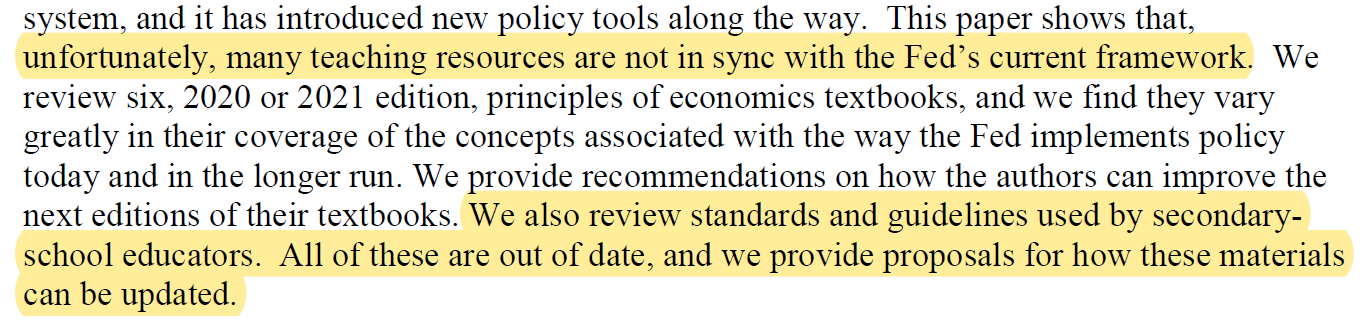 system, and it has introduced new policy tools along the way.  This paper shows that,
unfortunately, many teaching resources are not in sync with the Fed’s current framework.  We
review six, 2020 or 2021 edition, principles of economics textbooks, and we find they vary
greatly in their coverage of the concepts associated with the way the Fed implements policy
today and in the longer run. We provide recommendations on how the authors can improve the
next editions of their textbooks. We also review standards and guidelines used by secondary-
school educators.  All of these are out of date, and we provide proposals for how these materials
can be updated.